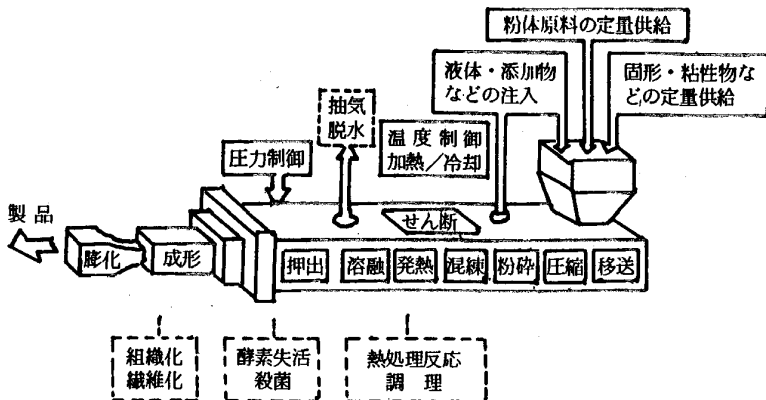 粉体原料の定量供給
液体・添加物
などの注入
固形・粘性物な
どの定量供給
抽気
脱水
温度制御
加熱／冷却
圧力制御
せん断
製品
膨化
成形
押出
溶融
発熱
混練
粉砕
圧縮
移送
組織化
繊維化
酵素失活
殺菌
熱処理反応
調理